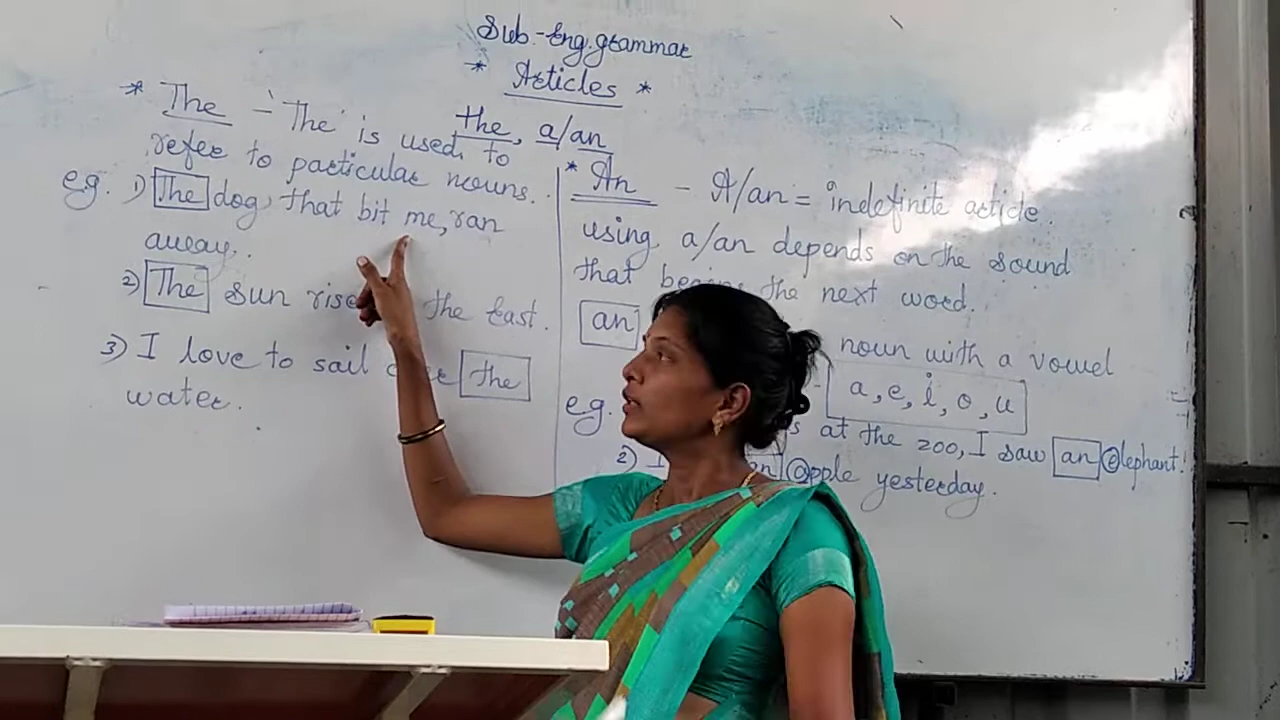 Sub.-Eng.grammar
* Articles *
the, a/an
* The - 'The' is used to
refer to particular nouns.
eg. 1) The dog, that bit me, ran
away.
2) The sun rise the East.
3) I love to sail the
water.
* An - A/an = indefinite article.
using a/an depends on the sound
that begins the next word.
an noun with a vowel
a, e, i, o, u
eg. at the zoo, I saw an elephant.
2) I an apple yesterday.